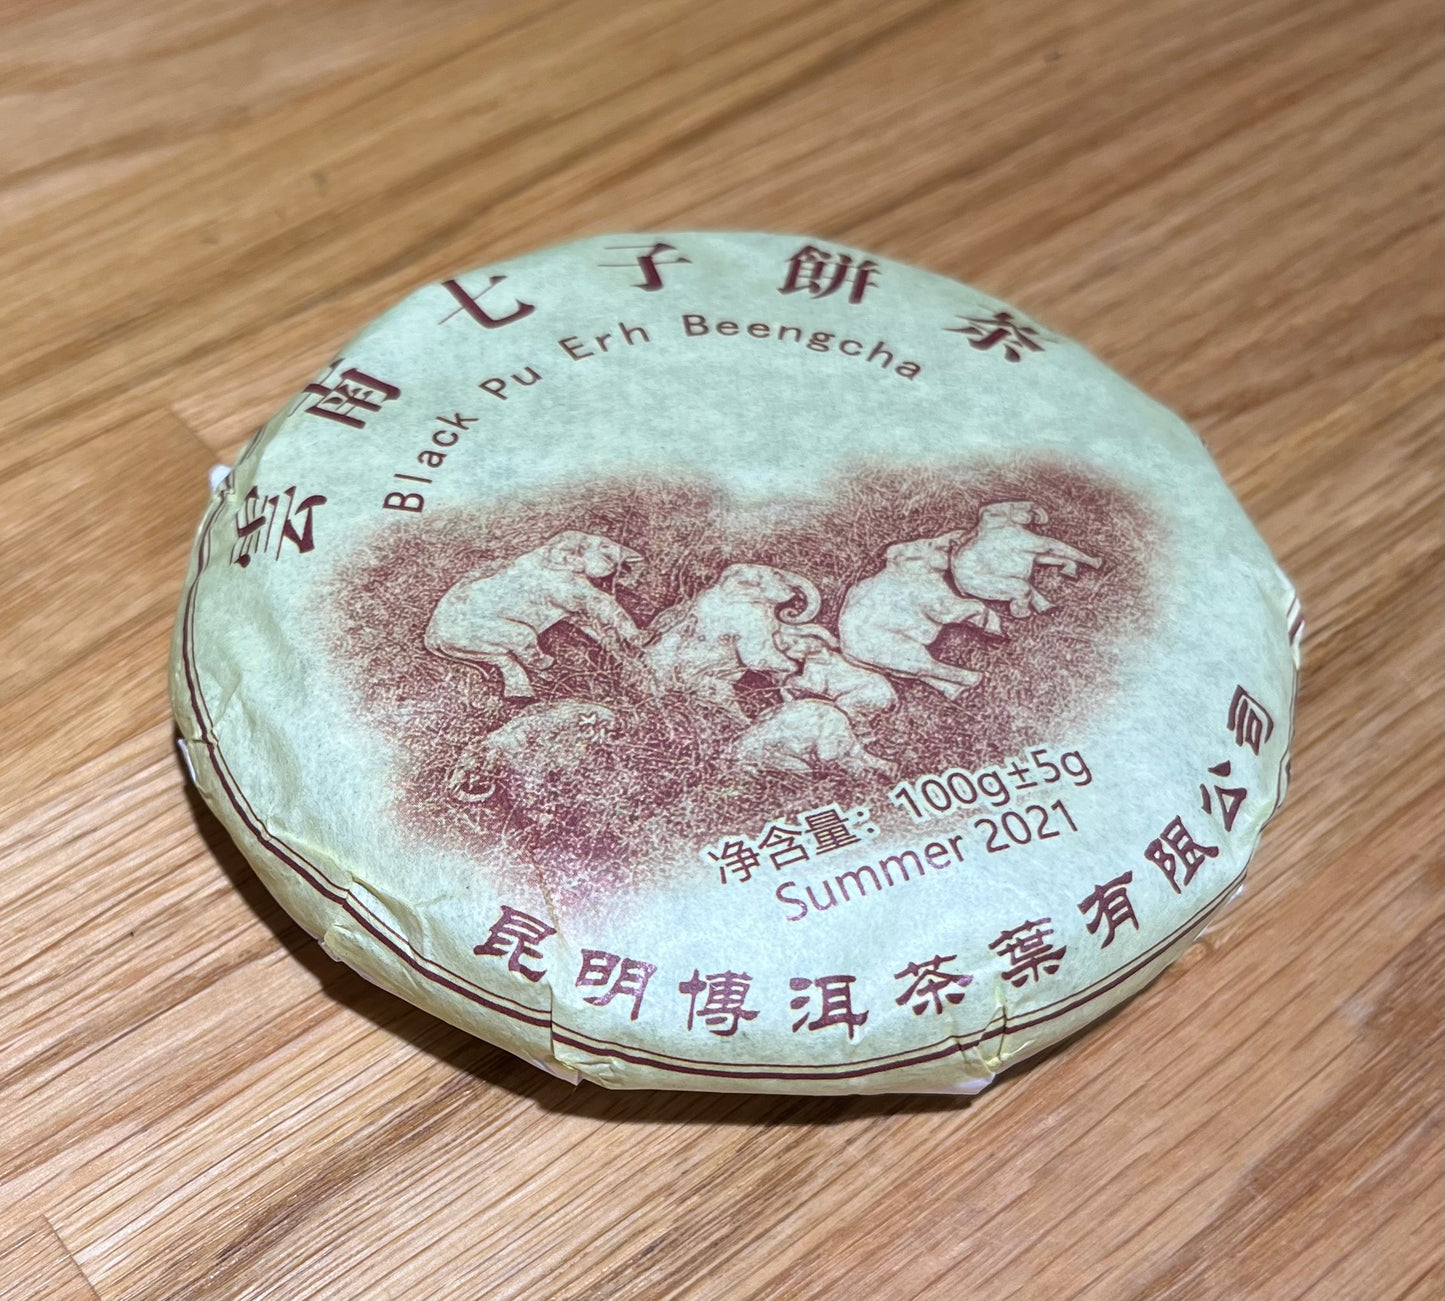 雲南七子餅茶
Black Pu Erh Beengcha
净含量：100g±5g
Summer 2021
昆明博洱茶葉有限公司